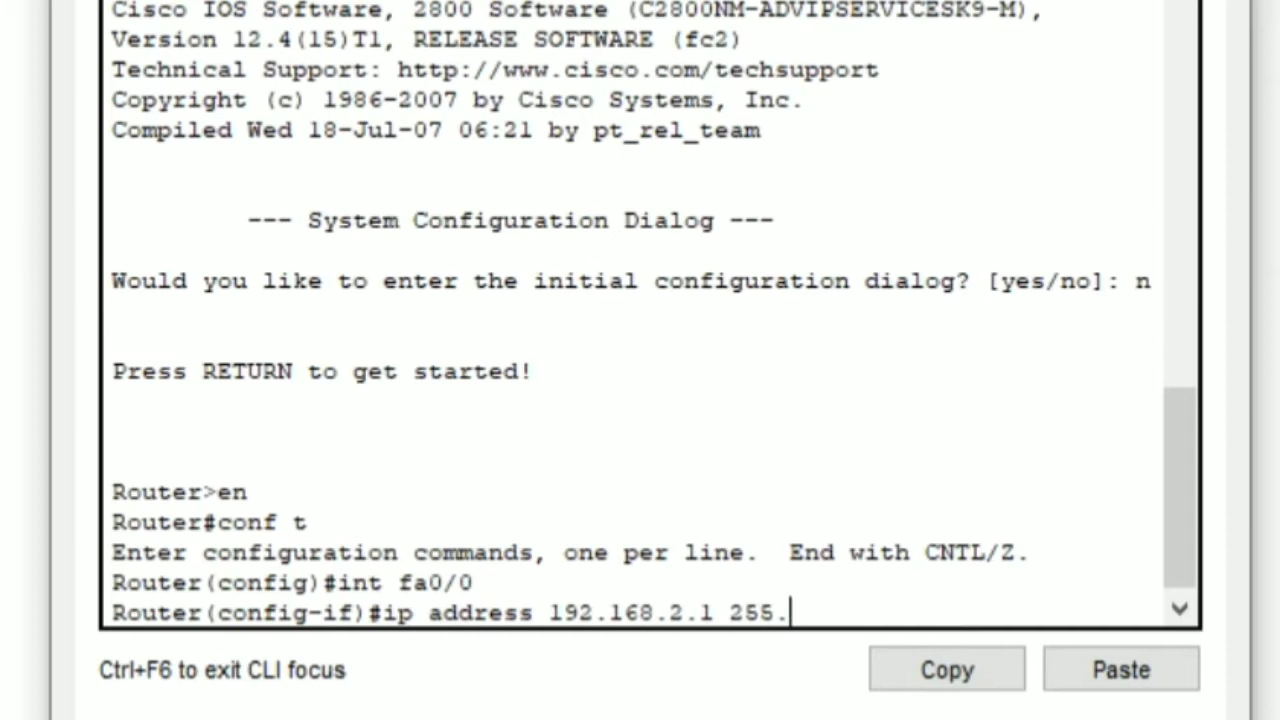 Cisco IOS Software, 2800 Software (C2800NM-ADVIPSERVICESK9-M),
Version 12.4(15)T1, RELEASE SOFTWARE (fc2)
Technical Support: http://www.cisco.com/techsupport
Copyright (c) 1986-2007 by Cisco Systems, Inc.
Compiled Wed 18-Jul-07 06:21 by pt_rel_team
--- System Configuration Dialog ---
Would you like to enter the initial configuration dialog? [yes/no]: n
Press RETURN to get started!
Router>en
Router#conf t
Enter configuration commands, one per line.  End with CNTL/Z.
Router(config)#int fa0/0
Router(config-if)#ip address 192.168.2.1 255.
Ctrl+F6 to exit CLI focus
Copy
Paste